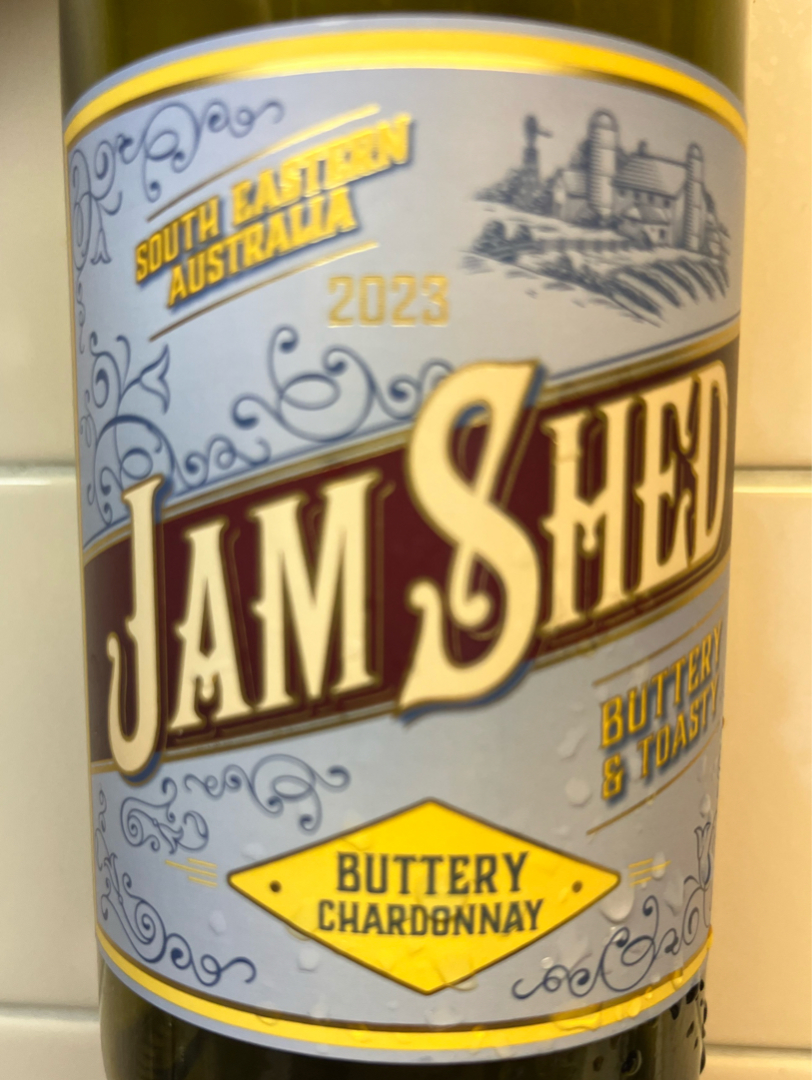 SOUTH EASTERN
AUSTRALIA
2023
JAM SHED
BUTTERY
& TOASTY
BUTTERY
CHARDONNAY